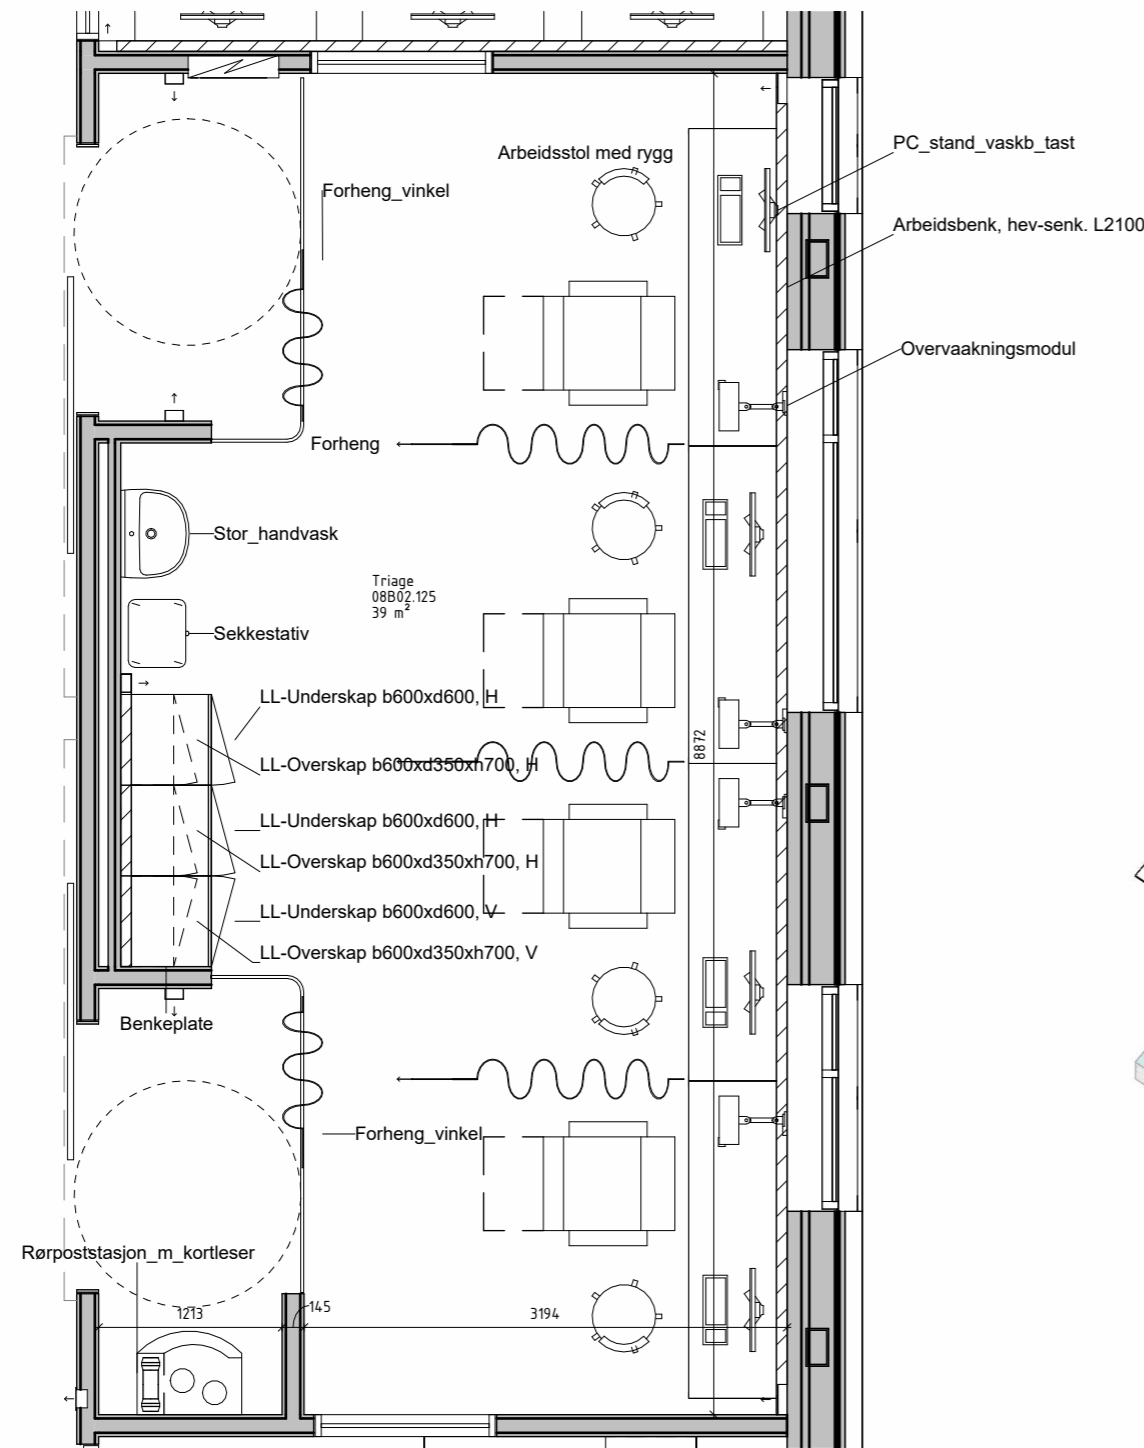 PC_stand_vaskb_tast
Arbeidsstol med rygg
Forheng_vinkel
Arbeidsbenk, hev-senk. L2100
Overvaakningsmodul
Forheng
Stor_handvask
Triage
08B02.125
39 m²
Sekkestativ
LL-Underskap b600xd600, H
8872
LL-Overskap b600xd350xh700, H
LL-Underskap b600xd600, H
LL-Overskap b600xd350xh700, H
LL-Underskap b600xd600, V
LL-Overskap b600xd350xh700, V
Benkeplate
Forheng_vinkel
Rørpoststasjon_m_kortleser
1213
145
3194